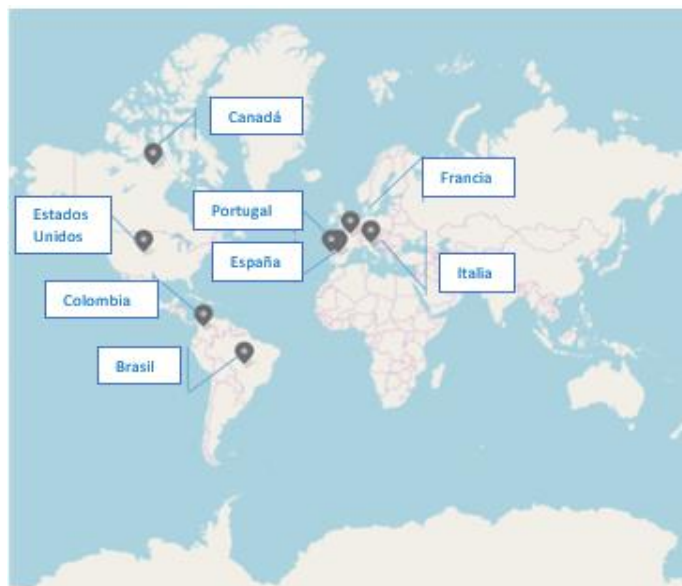 Canadá
Francia
Portugal
Estados
Unidos
España
Italia
Colombia
Brasil